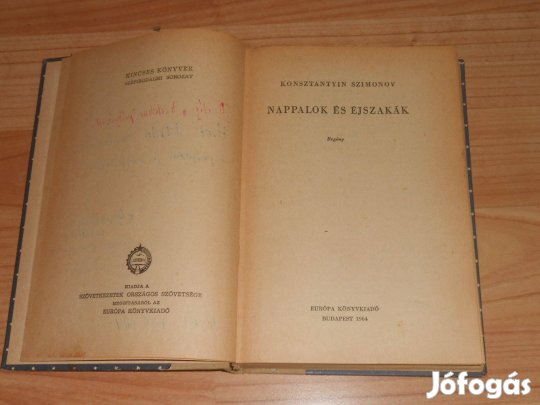 KINCSES KÖNYVEK
SZÉPIRODALMI SOROZAT
KIADJA A
SZÖVETKEZETEK ORSZÁGOS SZÖVETSÉGE
MEGBÍZÁSÁBÓL AZ
EURÓPA KÖNYVKIADÓ
KONSZTANTYIN SZIMONOV
NAPPALOK ÉS ÉJSZAKÁK
Regény
EURÓPA KÖNYVKIADÓ
BUDAPEST 1964
Jófogás